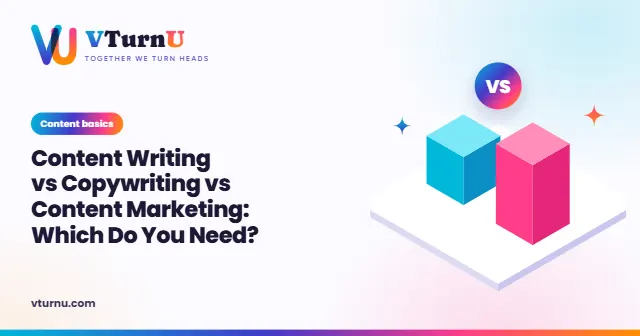 VTurnU
TOGETHER WE TURN HEADS
VS
Content basics
Content Writing
vs Copywriting vs
Content Marketing:
Which Do You Need?
vturnu.com